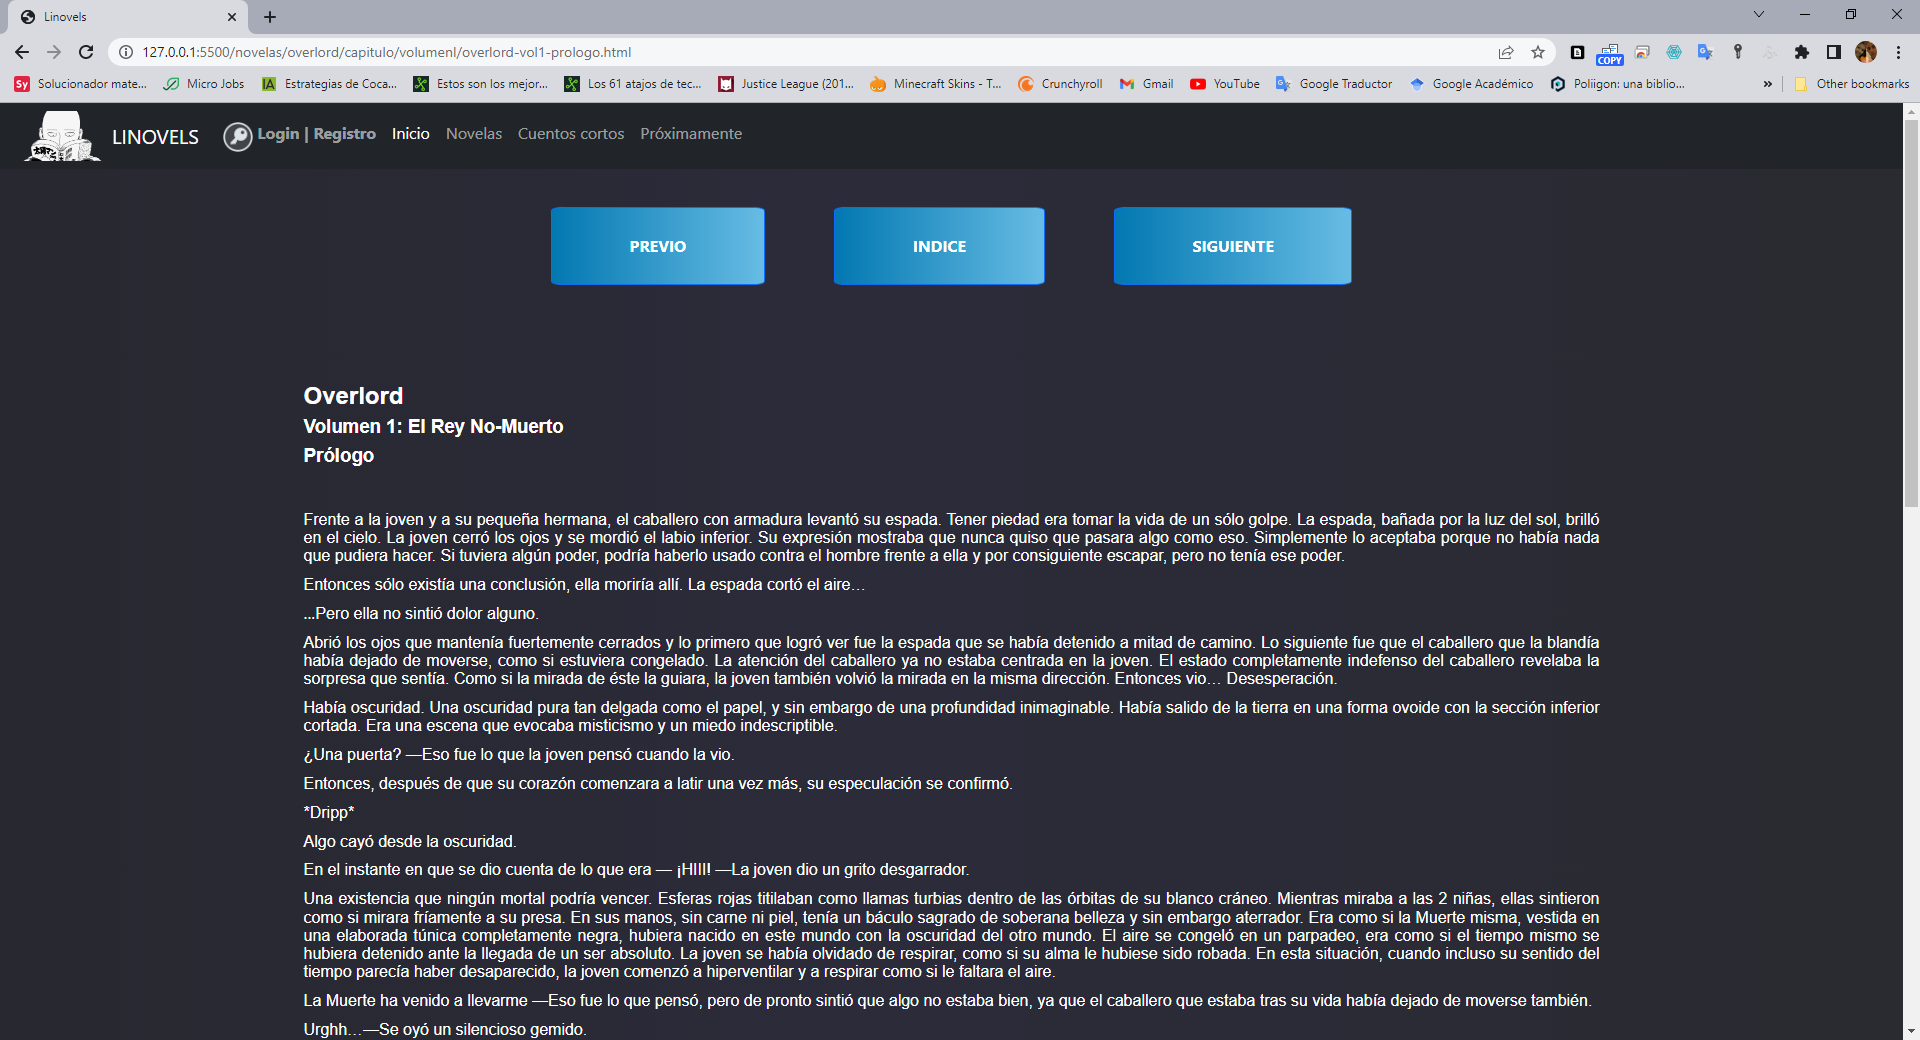 Linovels
127.0.0.1:5500/novelas/overlord/capitulo/volumenI/overlord-vol1-prologo.html
COPY
Sy Solucionador mate... Micro Jobs IA Estrategias de Coca... Estos son los mejor... Los 61 atajos de tec... Justice League (201... Minecraft Skins - T... Crunchyroll Gmail YouTube Google Traductor Google Académico Poliigon: una biblio... » Other bookmarks
LINOVELS Login | Registro Inicio Novelas Cuentos cortos Próximamente
PREVIO INDICE SIGUIENTE
Overlord
Volumen 1: El Rey No-Muerto
Prólogo
Frente a la joven y a su pequeña hermana, el caballero con armadura levantó su espada. Tener piedad era tomar la vida de un sólo golpe. La espada, bañada por la luz del sol, brilló
en el cielo. La joven cerró los ojos y se mordió el labio inferior. Su expresión mostraba que nunca quiso que pasara algo como eso. Simplemente lo aceptaba porque no había nada
que pudiera hacer. Si tuviera algún poder, podría haberlo usado contra el hombre frente a ella y por consiguiente escapar, pero no tenía ese poder.
Entonces sólo existía una conclusión, ella moriría allí. La espada cortó el aire…
...Pero ella no sintió dolor alguno.
Abrió los ojos que mantenía fuertemente cerrados y lo primero que logró ver fue la espada que se había detenido a mitad de camino. Lo siguiente fue que el caballero que la blandía
había dejado de moverse, como si estuviera congelado. La atención del caballero ya no estaba centrada en la joven. El estado completamente indefenso del caballero revelaba la
sorpresa que sentía. Como si la mirada de éste la guiara, la joven también volvió la mirada en la misma dirección. Entonces vio… Desesperación.
Había oscuridad. Una oscuridad pura tan delgada como el papel, y sin embargo de una profundidad inimaginable. Había salido de la tierra en una forma ovoide con la sección inferior
cortada. Era una escena que evocaba misticismo y un miedo indescriptible.
¿Una puerta? —Eso fue lo que la joven pensó cuando la vio.
Entonces, después de que su corazón comenzara a latir una vez más, su especulación se confirmó.
*Dripp*
Algo cayó desde la oscuridad.
En el instante en que se dio cuenta de lo que era — ¡HIII! —La joven dio un grito desgarrador.
Una existencia que ningún mortal podría vencer. Esferas rojas titilaban como llamas turbias dentro de las órbitas de su blanco cráneo. Mientras miraba a las 2 niñas, ellas sintieron
como si mirara fríamente a su presa. En sus manos, sin carne ni piel, tenía un báculo sagrado de soberana belleza y sin embargo aterrador. Era como si la Muerte misma, vestida en
una elaborada túnica completamente negra, hubiera nacido en este mundo con la oscuridad del otro mundo. El aire se congeló en un parpadeo, era como si el tiempo mismo se
hubiera detenido ante la llegada de un ser absoluto. La joven se había olvidado de respirar, como si su alma le hubiese sido robada. En esta situación, cuando incluso su sentido del
tiempo parecía haber desaparecido, la joven comenzó a hiperventilar y a respirar como si le faltara el aire.
La Muerte ha venido a llevarme —Eso fue lo que pensó, pero de pronto sintió que algo no estaba bien, ya que el caballero que estaba tras su vida había dejado de moverse también.
Urghh…—Se oyó un silencioso gemido.